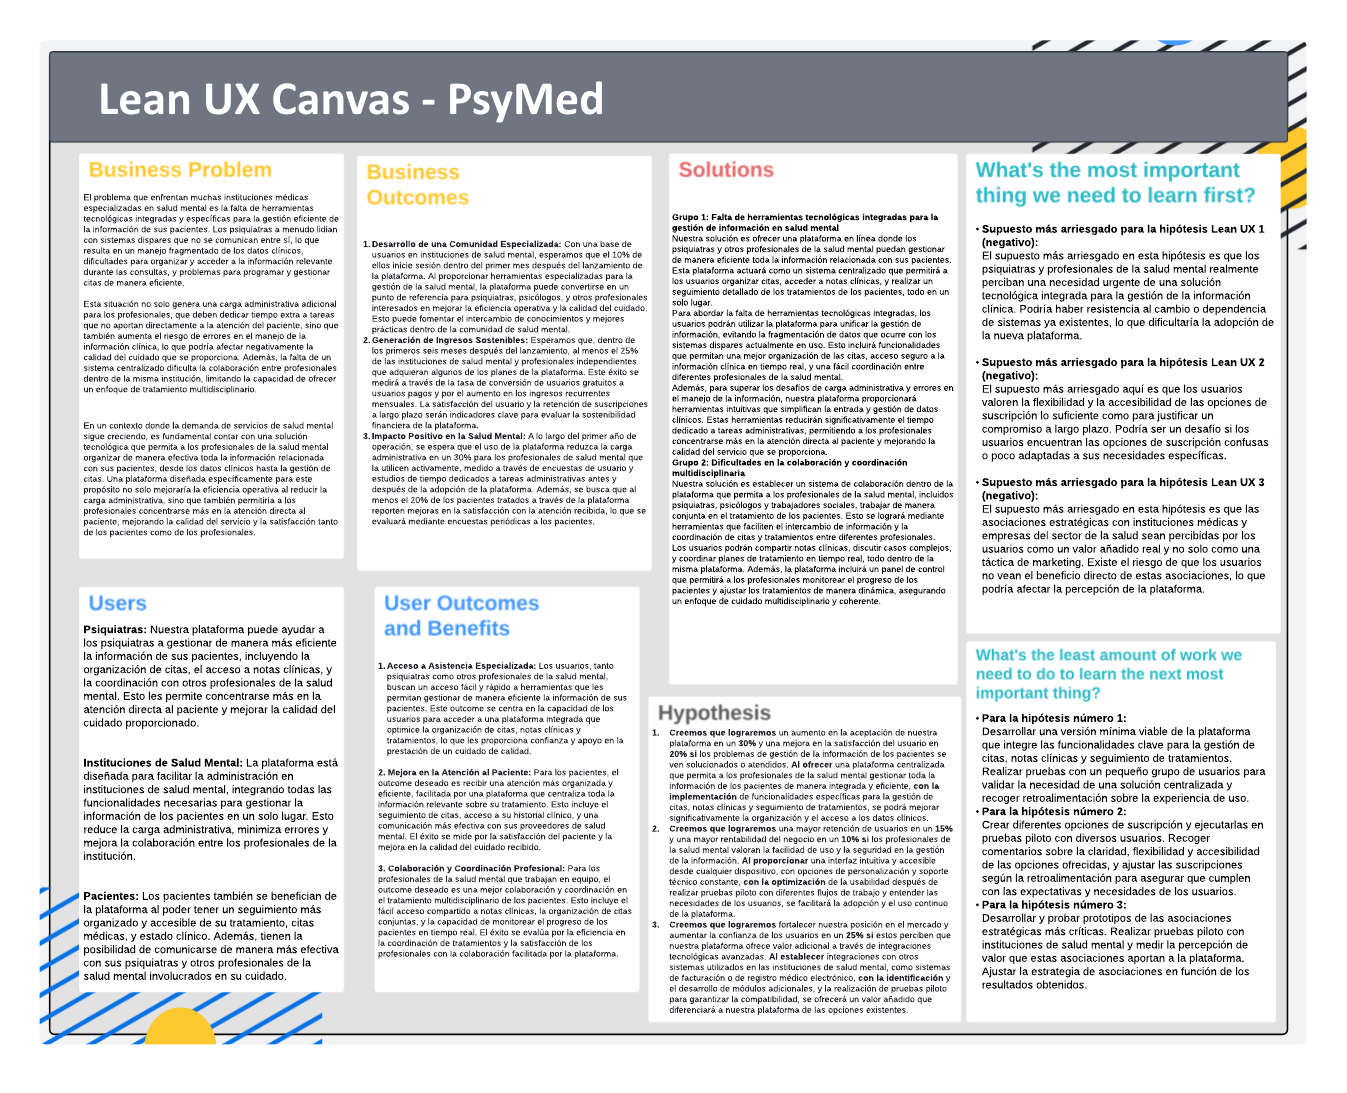 Lean UX Canvas - PsyMed
Business Problem
El problema que enfrentan muchas instituciones médicas
especializadas en salud mental es la falta de herramientas
tecnológicas integradas y específicas para la gestión eficiente de
la información de sus pacientes. Los psiquiatras a menudo lidian
con sistemas dispares que no se comunican entre sí, lo que
resulta en un manejo fragmentado de los datos clínicos,
dificultades para organizar y acceder a la información relevante
durante las consultas, y problemas para programar y gestionar
citas de manera eficiente.
Esta situación no solo genera una carga administrativa adicional
para los profesionales, que deben dedicar tiempo extra a tareas
que no aportan directamente a la atención del paciente, sino que
también aumenta el riesgo de errores en el manejo de la
información clínica, lo que podría afectar negativamente la
calidad del cuidado que se proporciona. Además, la falta de un
sistema centralizado dificulta la colaboración entre profesionales
dentro de la misma institución, limitando la capacidad de ofrecer
un enfoque de tratamiento multidisciplinario.
En un contexto donde la demanda de servicios de salud mental
sigue creciendo, es fundamental contar con una solución
tecnológica que permita a los profesionales de la salud mental
organizar de manera efectiva toda la información relacionada
con sus pacientes, desde los datos clínicos hasta la gestión de
citas. Una plataforma diseñada específicamente para este
propósito no solo mejoraría la eficiencia operativa al reducir la
carga administrativa, sino que también permitiría a los
profesionales concentrarse más en la atención directa al
paciente, mejorando la calidad del servicio y la satisfacción tanto
de los pacientes como de los profesionales.
Business
Outcomes
1. Desarrollo de una Comunidad Especializada: Con una base de
usuarios en instituciones de salud mental, esperamos que el 10% de
ellos inicie sesión dentro del primer mes después del lanzamiento de
la plataforma. Al proporcionar herramientas especializadas para la
gestión de la salud mental, la plataforma puede convertirse en un
punto de referencia para psiquiatras, psicólogos, y otros profesionales
interesados en mejorar la eficiencia operativa y la calidad del cuidado.
Esto puede fomentar el intercambio de conocimientos y mejores
prácticas dentro de la comunidad de salud mental.
2. Generación de Ingresos Sostenibles: Esperamos que, dentro de
los primeros seis meses después del lanzamiento, al menos el 25%
de las instituciones de salud mental y profesionales independientes
que adquieran algunos de los planes de la plataforma. Este éxito se
medirá a través de la tasa de conversión de usuarios gratuitos a
usuarios pagos y por el aumento en los ingresos recurrentes
mensuales. La satisfacción del usuario y la retención de suscripciones
a largo plazo serán indicadores clave para evaluar la sostenibilidad
financiera de la plataforma.
3. Impacto Positivo en la Salud Mental: A lo largo del primer año de
operación, se espera que el uso de la plataforma reduzca la carga
administrativa en un 30% para los profesionales de salud mental que
la utilicen activamente, medido a través de encuestas de usuario y
estudios de tiempo dedicados a tareas administrativas antes y
después de la adopción de la plataforma. Además, se busca que al
menos el 20% de los pacientes tratados a través de la plataforma
reporten mejoras en la satisfacción con la atención recibida, lo que se
evaluará mediante encuestas periódicas a los pacientes.
Solutions
Grupo 1: Falta de herramientas tecnológicas integradas para la
gestión de información en salud mental
Nuestra solución es ofrecer una plataforma en línea donde los
psiquiatras y otros profesionales de la salud mental puedan gestionar
de manera eficiente toda la información relacionada con sus pacientes.
Esta plataforma actuará como un sistema centralizado que permitirá a
los usuarios organizar citas, acceder a notas clínicas, y realizar un
seguimiento detallado de los tratamientos de los pacientes, todo en un
solo lugar.
Para abordar la falta de herramientas tecnológicas integradas, los
usuarios podrán utilizar la plataforma para unificar la gestión de
información, evitando la fragmentación de datos que ocurre con los
sistemas dispares actualmente en uso. Esto incluirá funcionalidades
que permitan una mejor organización de las citas, acceso seguro a la
información clínica en tiempo real, y una fácil coordinación entre
diferentes profesionales de la salud mental.
Además, para superar los desafíos de carga administrativa y errores en
el manejo de la información, nuestra plataforma proporcionará
herramientas intuitivas que simplifican la entrada y gestión de datos
clínicos. Estas herramientas reducirán significativamente el tiempo
dedicado a tareas administrativas, permitiendo a los profesionales
concentrarse más en la atención directa al paciente y mejorando la
calidad del servicio que se proporciona.
Grupo 2: Dificultades en la colaboración y coordinación
multidisciplinaria
Nuestra solución es establecer un sistema de colaboración dentro de la
plataforma que permita a los profesionales de la salud mental, incluidos
psiquiatras, psicólogos y trabajadores sociales, trabajar de manera
conjunta en el tratamiento de los pacientes. Esto se logrará mediante
herramientas que faciliten el intercambio de información y la
coordinación de citas y tratamientos entre diferentes profesionales.
Los usuarios podrán compartir notas clínicas, discutir casos complejos,
y coordinar planes de tratamiento en tiempo real, todo dentro de la
misma plataforma. Además, la plataforma incluirá un panel de control
que permitirá a los profesionales monitorear el progreso de los
pacientes y ajustar los tratamientos de manera dinámica, asegurando
un enfoque de cuidado multidisciplinario y coherente.
What's the most important
thing we need to learn first?
• Supuesto más arriesgado para la hipótesis Lean UX 1
(negativo):
El supuesto más arriesgado en esta hipótesis es que los
psiquiatras y profesionales de la salud mental realmente
perciban una necesidad urgente de una solución
tecnológica integrada para la gestión de la información
clínica. Podría haber resistencia al cambio o dependencia
de sistemas ya existentes, lo que dificultaría la adopción de
la nueva plataforma.
• Supuesto más arriesgado para la hipótesis Lean UX 2
(negativo):
El supuesto más arriesgado aquí es que los usuarios
valoren la flexibilidad y la accesibilidad de las opciones de
suscripción lo suficiente como para justificar un
compromiso a largo plazo. Podría ser un desafío si los
usuarios encuentran las opciones de suscripción confusas
o poco adaptadas a sus necesidades específicas.
• Supuesto más arriesgado para la hipótesis Lean UX 3
(negativo):
El supuesto más arriesgado en esta hipótesis es que las
asociaciones estratégicas con instituciones médicas y
empresas del sector de la salud sean percibidas por los
usuarios como un valor añadido real y no solo como una
táctica de marketing. Existe el riesgo de que los usuarios
no vean el beneficio directo de estas asociaciones, lo que
podría afectar la percepción de la plataforma.
Users
Psiquiatras: Nuestra plataforma puede ayudar a
los psiquiatras a gestionar de manera más eficiente
la información de sus pacientes, incluyendo la
organización de citas, el acceso a notas clínicas, y
la coordinación con otros profesionales de la salud
mental. Esto les permite concentrarse más en la
atención directa al paciente y mejorar la calidad del
cuidado proporcionado.
Instituciones de Salud Mental: La plataforma está
diseñada para facilitar la administración en
instituciones de salud mental, integrando todas las
funcionalidades necesarias para gestionar la
información de los pacientes en un solo lugar. Esto
reduce la carga administrativa, minimiza errores y
mejora la colaboración entre los profesionales de la
institución.
Pacientes: Los pacientes también se benefician de
la plataforma al poder tener un seguimiento más
organizado y accesible de su tratamiento, citas
médicas, y estado clínico. Además, tienen la
posibilidad de comunicarse de manera más efectiva
con sus psiquiatras y otros profesionales de la
salud mental involucrados en su cuidado.
User Outcomes
and Benefits
1. Acceso a Asistencia Especializada: Los usuarios, tanto
psiquiatras como otros profesionales de la salud mental,
buscan un acceso fácil y rápido a herramientas que les
permitan gestionar de manera eficiente la información de sus
pacientes. Este outcome se centra en la capacidad de los
usuarios para acceder a una plataforma integrada que
optimice la organización de citas, notas clínicas y
tratamientos, lo que les proporciona confianza y apoyo en la
prestación de un cuidado de calidad.
2. Mejora en la Atención al Paciente: Para los pacientes, el
outcome deseado es recibir una atención más organizada y
eficiente, facilitada por una plataforma que centraliza toda la
información relevante sobre su tratamiento. Esto incluye el
seguimiento de citas, acceso a su historial clínico, y una
comunicación más efectiva con sus proveedores de salud
mental. El éxito se mide por la satisfacción del paciente y la
mejora en la calidad del cuidado recibido.
3. Colaboración y Coordinación Profesional: Para los
profesionales de la salud mental que trabajan en equipo, el
outcome deseado es una mejor colaboración y coordinación en
el tratamiento multidisciplinario de los pacientes. Esto incluye el
fácil acceso compartido a notas clínicas, la organización de citas
conjuntas, y la capacidad de monitorear el progreso de los
pacientes en tiempo real. El éxito se evalúa por la eficiencia en
la coordinación de tratamientos y la satisfacción de los
profesionales con la colaboración facilitada por la plataforma.
Hypothesis
1. Creemos que lograremos un aumento en la aceptación de nuestra
plataforma en un 30% y una mejora en la satisfacción del usuario en
20% si los problemas de gestión de la información de los pacientes se
ven solucionados o atendidos. Al ofrecer una plataforma centralizada
que permita a los profesionales de la salud mental gestionar toda la
información de los pacientes de manera integrada y eficiente, con la
implementación de funcionalidades específicas para la gestión de
citas, notas clínicas y seguimiento de tratamientos, se podrá mejorar
significativamente la organización y el acceso a los datos clínicos.
2. Creemos que lograremos una mayor retención de usuarios en un 15%
y una mayor rentabilidad del negocio en un 10% si los profesionales de
la salud mental valoran la facilidad de uso y la seguridad en la gestión
de la información. Al proporcionar una interfaz intuitiva y accesible
desde cualquier dispositivo, con opciones de personalización y soporte
técnico constante, con la optimización de la usabilidad después de
realizar pruebas piloto con diferentes flujos de trabajo y entender las
necesidades de los usuarios, se facilitará la adopción y el uso continuo
de la plataforma.
3. Creemos que lograremos fortalecer nuestra posición en el mercado y
aumentar la confianza de los usuarios en un 25% si estos perciben que
nuestra plataforma ofrece valor adicional a través de integraciones
tecnológicas avanzadas. Al establecer integraciones con otros
sistemas utilizados en las instituciones de salud mental, como sistemas
de facturación o de registro médico electrónico, con la identificación y
el desarrollo de módulos adicionales, y la realización de pruebas piloto
para garantizar la compatibilidad, se ofrecerá un valor añadido que
diferenciará a nuestra plataforma de las opciones existentes.
What's the least amount of work we
need to do to learn the next most
important thing?
• Para la hipótesis número 1:
Desarrollar una versión mínima viable de la plataforma
que integre las funcionalidades clave para la gestión de
citas, notas clínicas y seguimiento de tratamientos.
Realizar pruebas con un pequeño grupo de usuarios para
validar la necesidad de una solución centralizada y
recoger retroalimentación sobre la experiencia de uso.
• Para la hipótesis número 2:
Crear diferentes opciones de suscripción y ejecutarlas en
pruebas piloto con diversos usuarios. Recoger
comentarios sobre la claridad, flexibilidad y accesibilidad
de las opciones ofrecidas, y ajustar las suscripciones
según la retroalimentación para asegurar que cumplen
con las expectativas y necesidades de los usuarios.
• Para la hipótesis número 3:
Desarrollar y probar prototipos de las asociaciones
estratégicas más críticas. Realizar pruebas piloto con
instituciones de salud mental y medir la percepción de
valor que estas asociaciones aportan a la plataforma.
Ajustar la estrategia de asociaciones en función de los
resultados obtenidos.